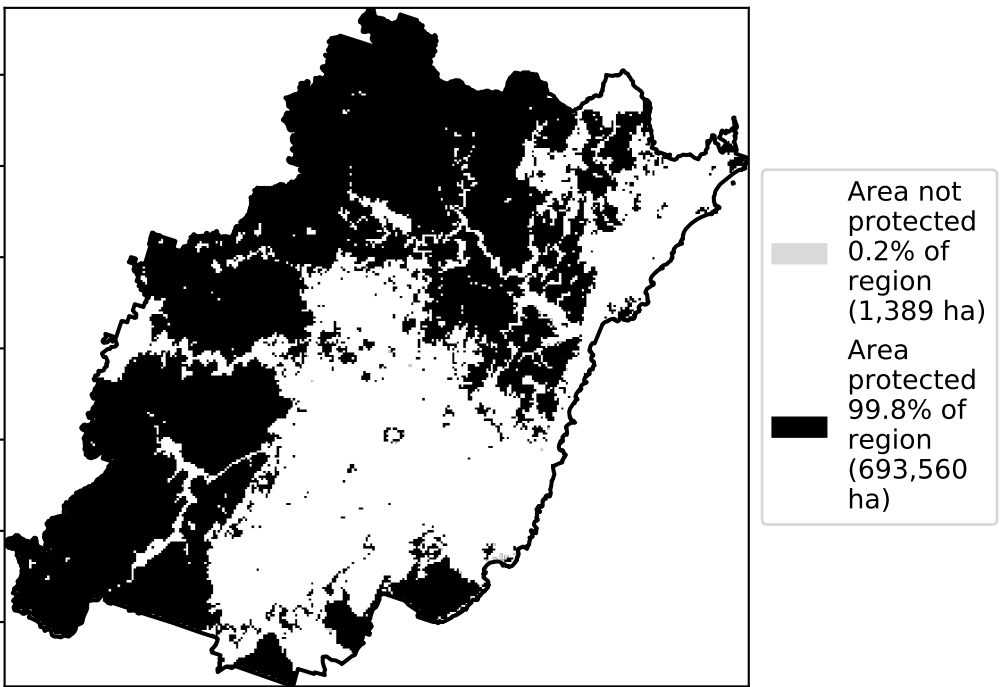 Area not
protected
0.2% of
region
(1,389 ha)
Area
protected
99.8% of
region
(693,560
ha)